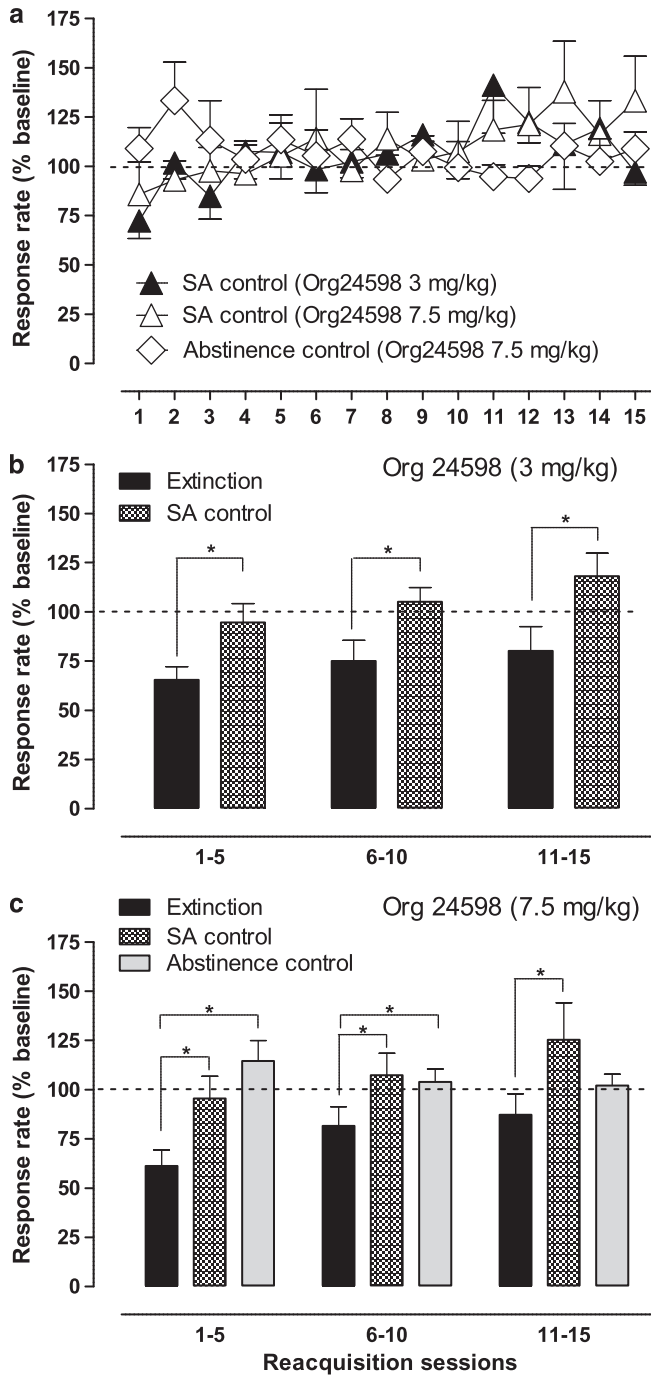 a
175
150
125
100
75
50
25
0
Response rate (% baseline)
SA control (Org24598 3 mg/kg)
SA control (Org24598 7.5 mg/kg)
Abstinence control (Org24598 7.5 mg/kg)
1 2 3 4 5 6 7 8 9 10 11 12 13 14 15
b
Org 24598 (3 mg/kg)
Extinction
SA control
175
150
125
100
75
50
25
0
Response rate (% baseline)
* * *
1-5 6-10 11-15
c
Org 24598 (7.5 mg/kg)
Extinction
SA control
Abstinence control
175
150
125
100
75
50
25
0
Response rate (% baseline)
* * * * *
1-5 6-10 11-15
Reacquisition sessions